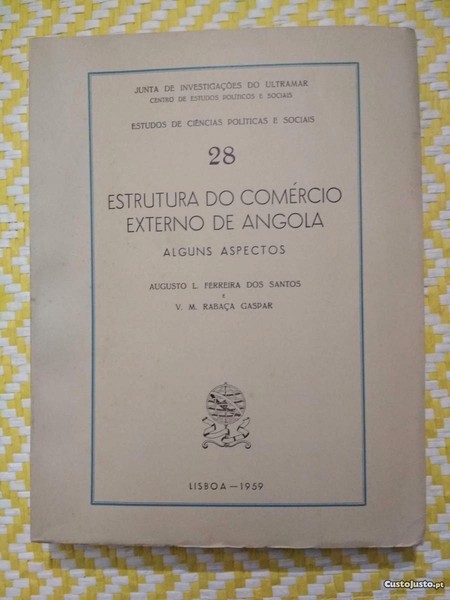 JUNTA DE INVESTIGAÇÕES DO ULTRAMAR
CENTRO DE ESTUDOS POLÍTICOS E SOCIAIS
ESTUDOS DE CIÊNCIAS POLÍTICAS E SOCIAIS
28
ESTRUTURA DO COMÉRCIO
EXTERNO DE ANGOLA
ALGUNS ASPECTOS
AUGUSTO L. FERREIRA DOS SANTOS
E
V. M. RABAÇA GASPAR
LISBOA — 1959
CustoJusto.pt